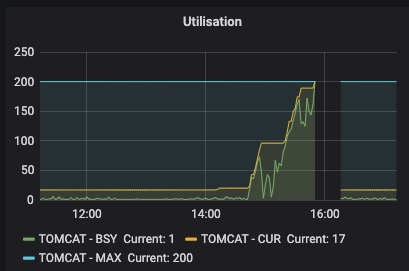 Utilisation
250
200
150
100
50
0
12:00 14:00 16:00
TOMCAT - BSY Current: 1 TOMCAT - CUR Current: 17
TOMCAT - MAX Current: 200